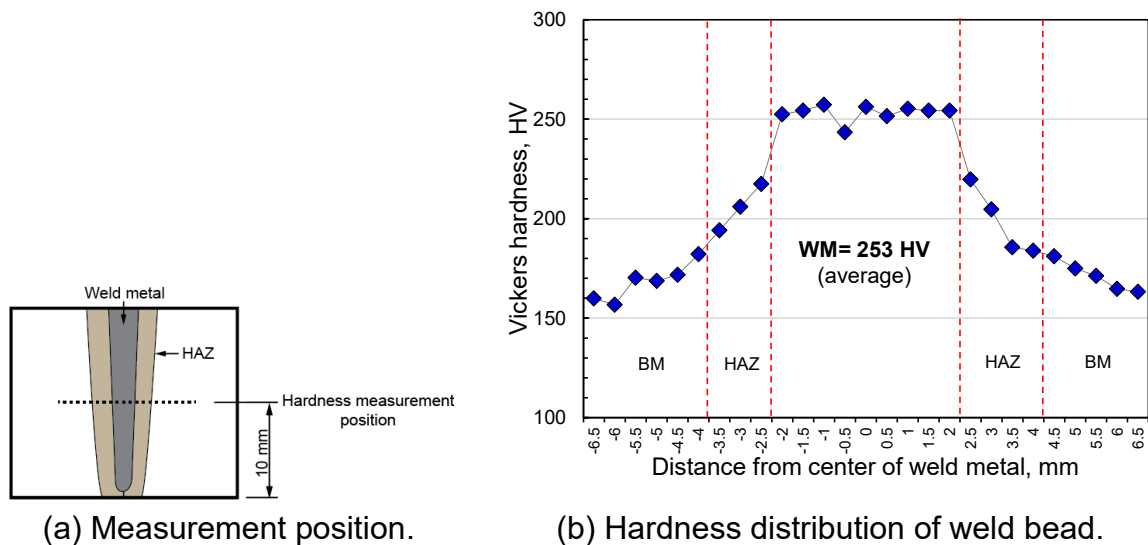 Weld metal
HAZ
Hardness measurement
position
10 mm
(a) Measurement position.
300
250
200
150
100
Vickers hardness, HV
WM= 253 HV
(average)
BM
HAZ
HAZ
BM
-6.5 -6 -5.5 -5 -4.5 -4 -3.5 -3 -2.5 -2 -1.5 -1 -0.5 0 0.5 1 1.5 2 2.5 3 3.5 4 4.5 5 5.5 6 6.5
Distance from center of weld metal, mm
(b) Hardness distribution of weld bead.